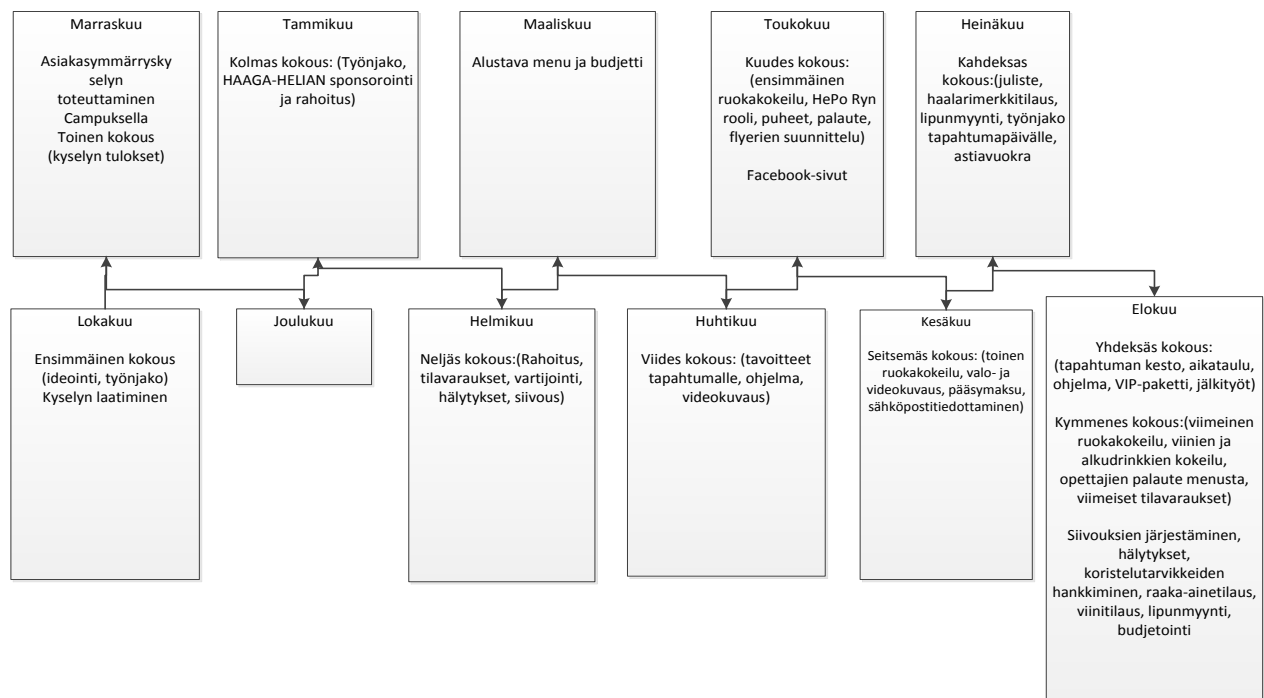 Marraskuu
Asiakasymmärrysky
selyn
toteuttaminen
Campuksella
Toinen kokous
(kyselyn tulokset)
Tammikuu
Kolmas kokous: (Työnjako,
HAAGA-HELIAN sponsorointi
ja rahoitus)
Maaliskuu
Alustava menu ja budjetti
Toukokuu
Kuudes kokous:
(ensimmäinen
ruokakokeilu, HePo Ryn
rooli, puheet, palaute,
flyerien suunnittelu)
Facebook-sivut
Heinäkuu
Kahdeksas
kokous:(juliste,
haalarimerkkitilaus,
lipunmyynti, työnjako
tapahtumapäivälle,
astiavuokra
Lokakuu
Ensimmäinen kokous
(ideointi, työnjako)
Kyselyn laatiminen
Joulukuu
Helmikuu
Neljäs kokous:(Rahoitus,
tilavaraukset, vartijointi,
hälytykset, siivous)
Huhtikuu
Viides kokous: (tavoitteet
tapahtumalle, ohjelma,
videokuvaus)
Kesäkuu
Seitsemäs kokous: (toinen
ruokakokeilu, valo- ja
videokuvaus, pääsymaksu,
sähköpostitiedottaminen)
Elokuu
Yhdeksäs kokous:
(tapahtuman kesto, aikataulu,
ohjelma, VIP-paketti, jälkityöt)
Kymmenes kokous:(viimeinen
ruokakokeilu, viinien ja
alkudrinkkien kokeilu,
opettajien palaute menusta,
viimeiset tilavaraukset)
Siivouksien järjestäminen,
hälytykset,
koristelutarvikkeiden
hankkiminen, raaka-ainetilaus,
viinitilaus, lipunmyynti,
budjetointi